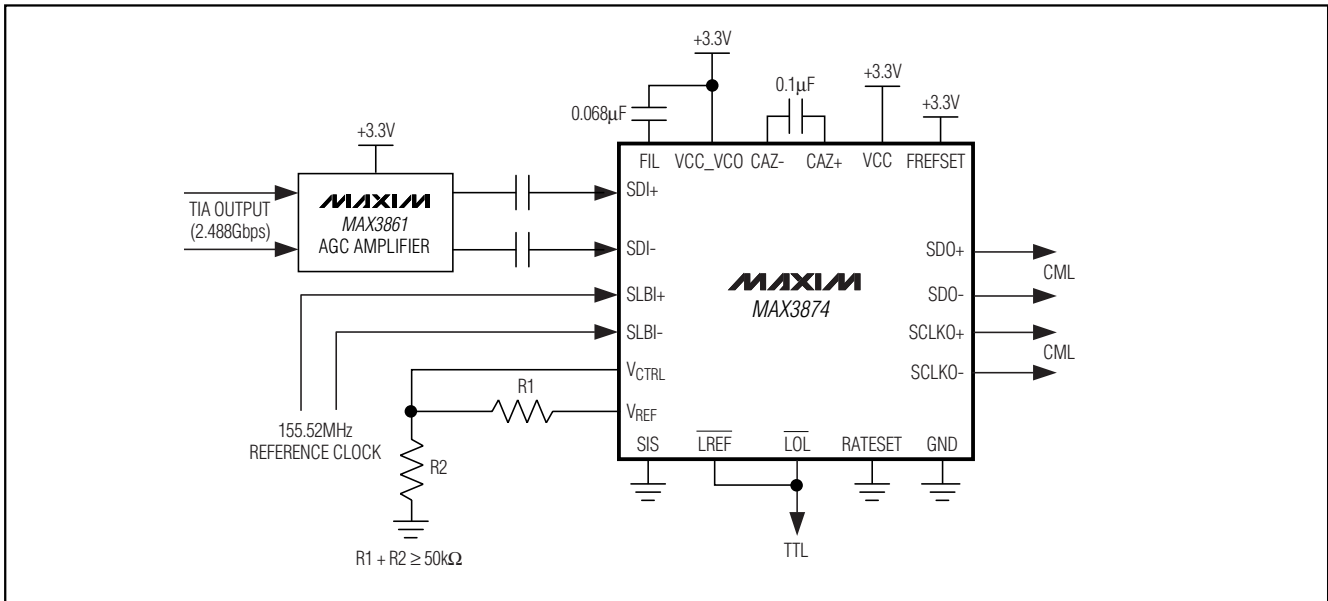 +3.3V
0.1µF
+3.3V
+3.3V
0.068µF
+3.3V
FIL
VCC_VCO
CAZ-
CAZ+
VCC
FREFSET
TIA OUTPUT
(2.488Gbps)
MAXIM
MAX3861
AGC AMPLIFIER
SDI+
SDI-
SLBI+
SLBI-
VCTRL
VREF
MAXIM
MAX3874
SDO+
SDO-
CML
SCLKO+
SCLKO-
CML
R1
155.52MHz
REFERENCE CLOCK
R2
SIS
LREF
LOL
RATESET
GND
R1 + R2 ≥ 50kΩ
TTL